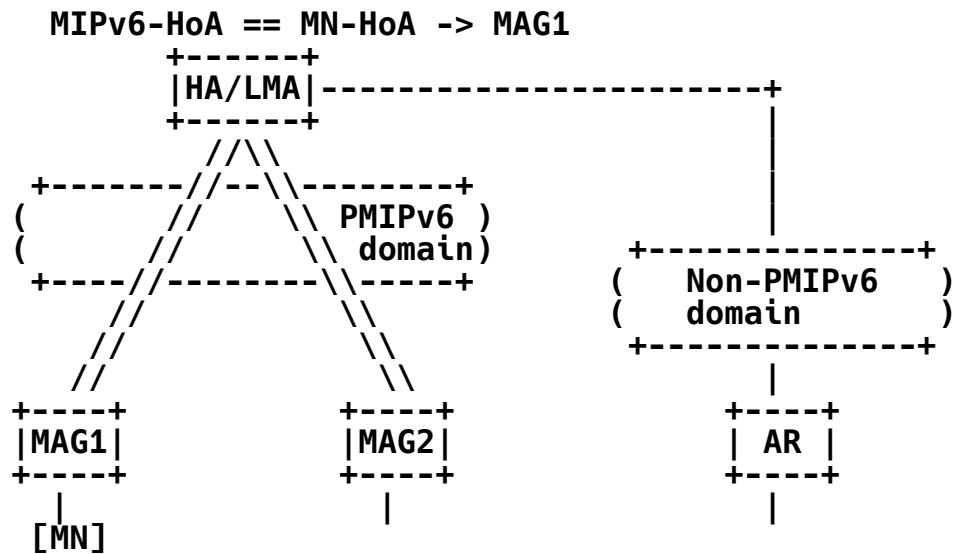 MIPv6-HoA == MN-HoA -> MAG1
HA/LMA
PMIPv6
domain
Non-PMIPv6
domain
MAG1 MAG2 AR
[MN]